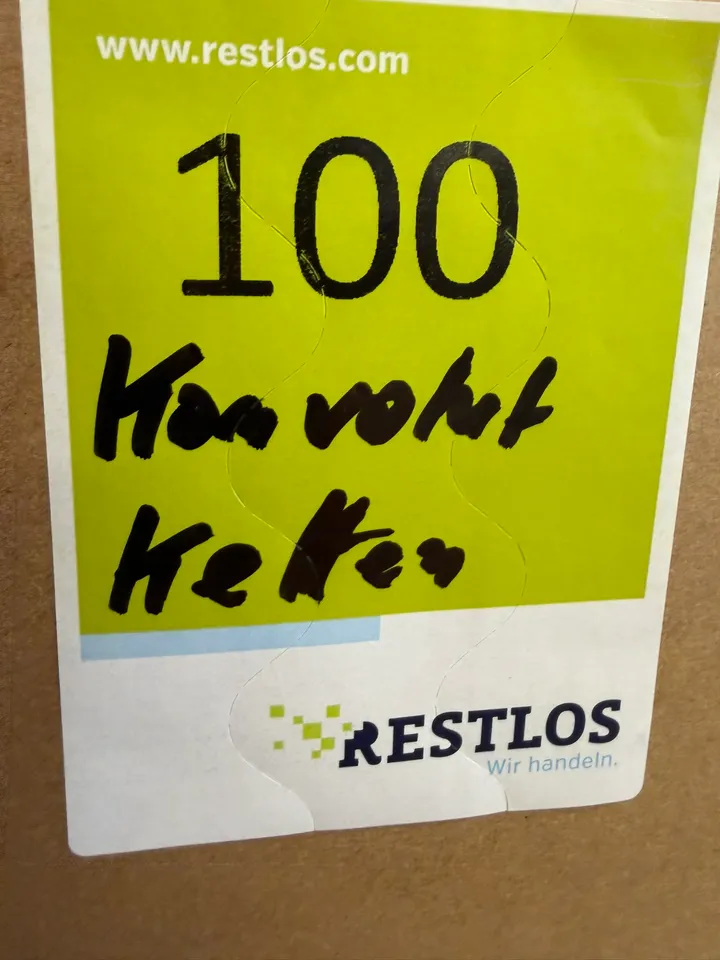 www.restlos.com
100
Konvolut
Ketten
RESTLOS
Wir handeln.